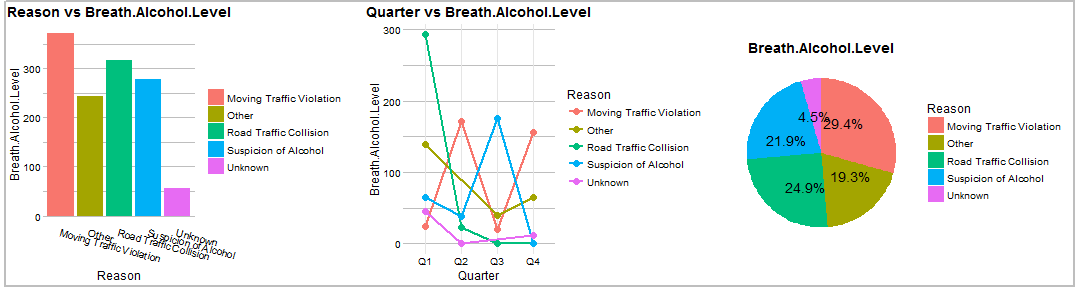 Reason vs Breath.Alcohol.Level
Breath.Alcohol.Level
300
200
100
0
Moving Traffic Violation
Other
Road Traffic Collision
Suspicion of Alcohol
Unknown
Reason
Moving Traffic Violation
Other
Road Traffic Collision
Suspicion of Alcohol
Unknown
Quarter vs Breath.Alcohol.Level
Breath.Alcohol.Level
300
200
100
0
Q1 Q2 Q3 Q4
Quarter
Reason
Moving Traffic Violation
Other
Road Traffic Collision
Suspicion of Alcohol
Unknown
Breath.Alcohol.Level
4.5%
29.4%
21.9%
19.3%
24.9%
Reason
Moving Traffic Violation
Other
Road Traffic Collision
Suspicion of Alcohol
Unknown